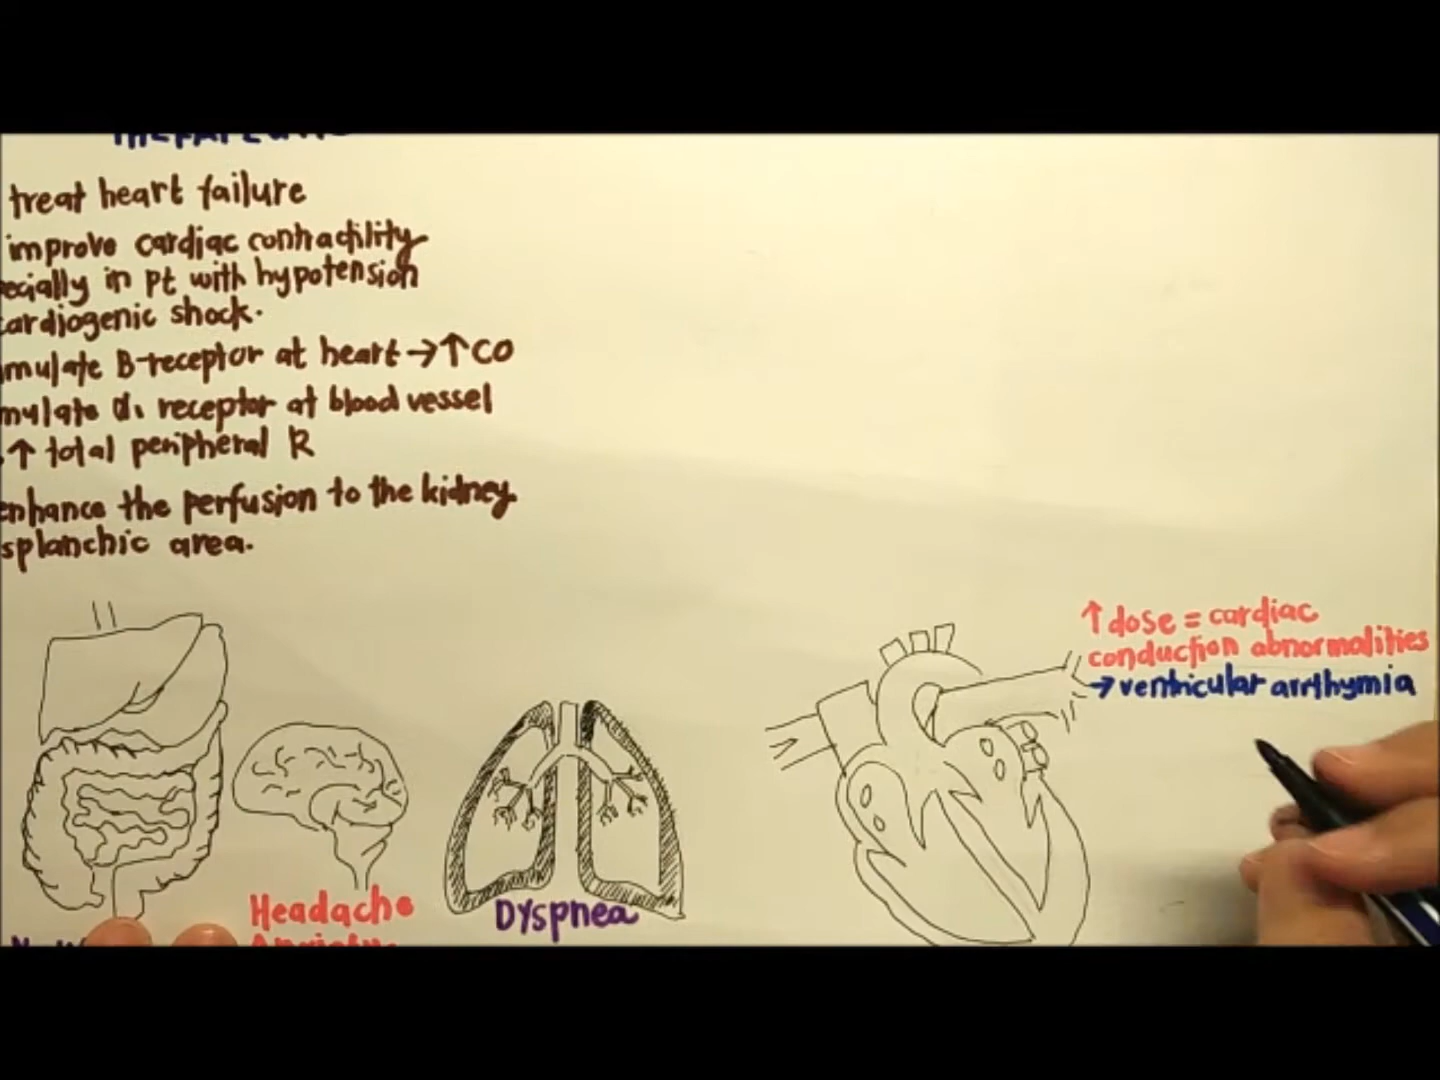 treat heart failure
improve cardiac contractility
ecially in pt with hypotension
cardiogenic shock.
mulate B-receptor at heart → ↑ CO
mulate α₁ receptor at blood vessel
↑ total peripheral R
enhance the perfusion to the kidney
splanchic area.
↑ dose = cardiac
conduction abnormalities
→ ventricular arrthymia
Headache
Dyspnea